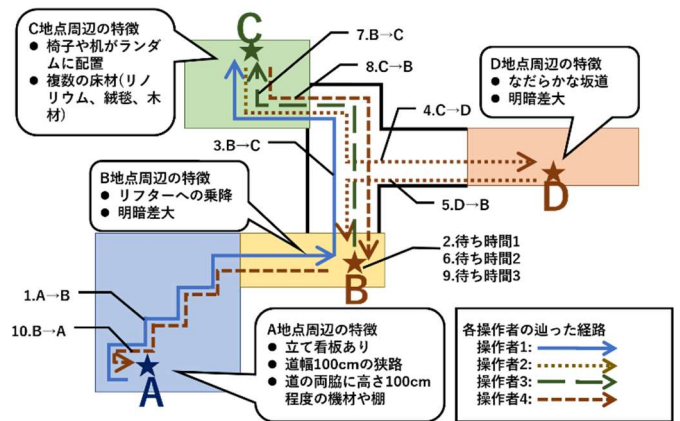 C地点周辺の特徴
● 椅子や机がランダ
ムに配置
● 複数の床材(リノ
リウム、絨毯、木
材)
C
7.B→C
8.C→B
D地点周辺の特徴
● なだらかな坂道
● 明暗差大
4.C→D
3.B→C
D
B地点周辺の特徴
● リフターへの乗降
● 明暗差大
5.D→B
2.待ち時間1
6.待ち時間2
9.待ち時間3
B
1.A→B
10.B→A
A
A地点周辺の特徴
● 立て看板あり
● 道幅100cmの狭路
● 道の両脇に高さ100cm
程度の機材や棚
各操作者の辿った経路
操作者1:
操作者2:
操作者3:
操作者4: